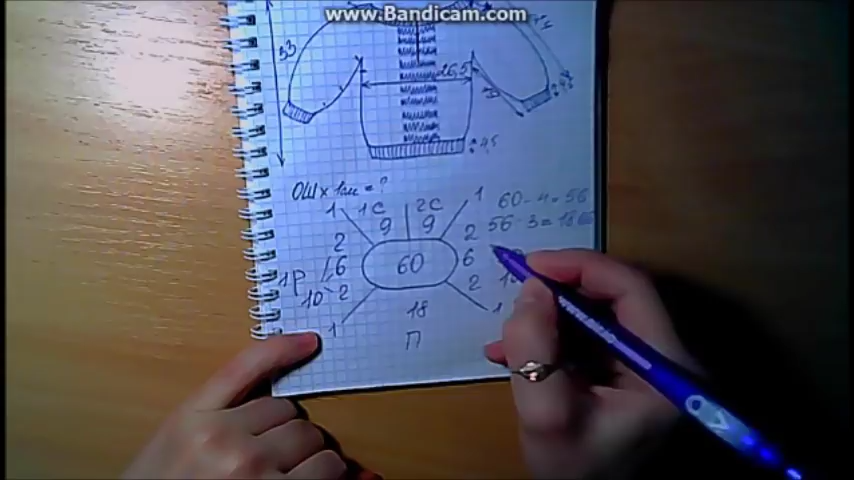 www.Bandicam.com
33
26,5
4,5
ОШ х 1см = ?
1 1С 2С 1
9 9
60 - 4 = 56
56 : 3 = 18
2 2
1Р 6 60 6
10 2 2
18
1 1
П